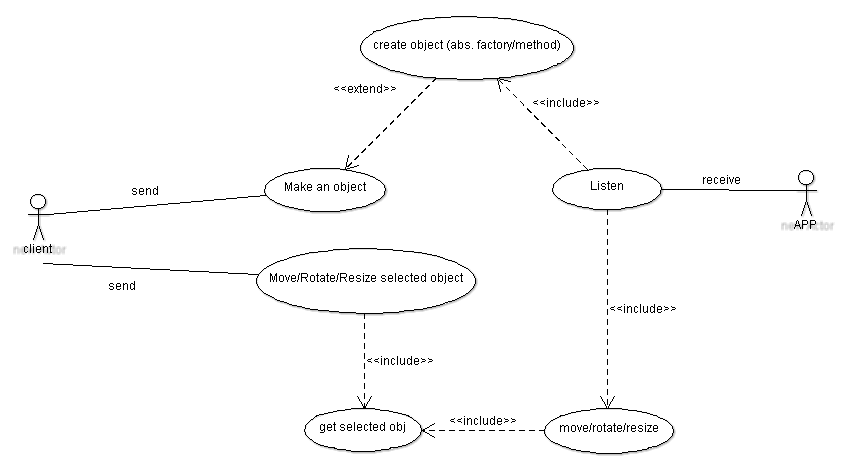 create object (abs. factory/method)
<<extend>>
<<include>>
send
Make an object
Listen
receive
client
APP
Move/Rotate/Resize selected object
send
<<include>>
<<include>>
get selected obj
<<include>>
move/rotate/resize